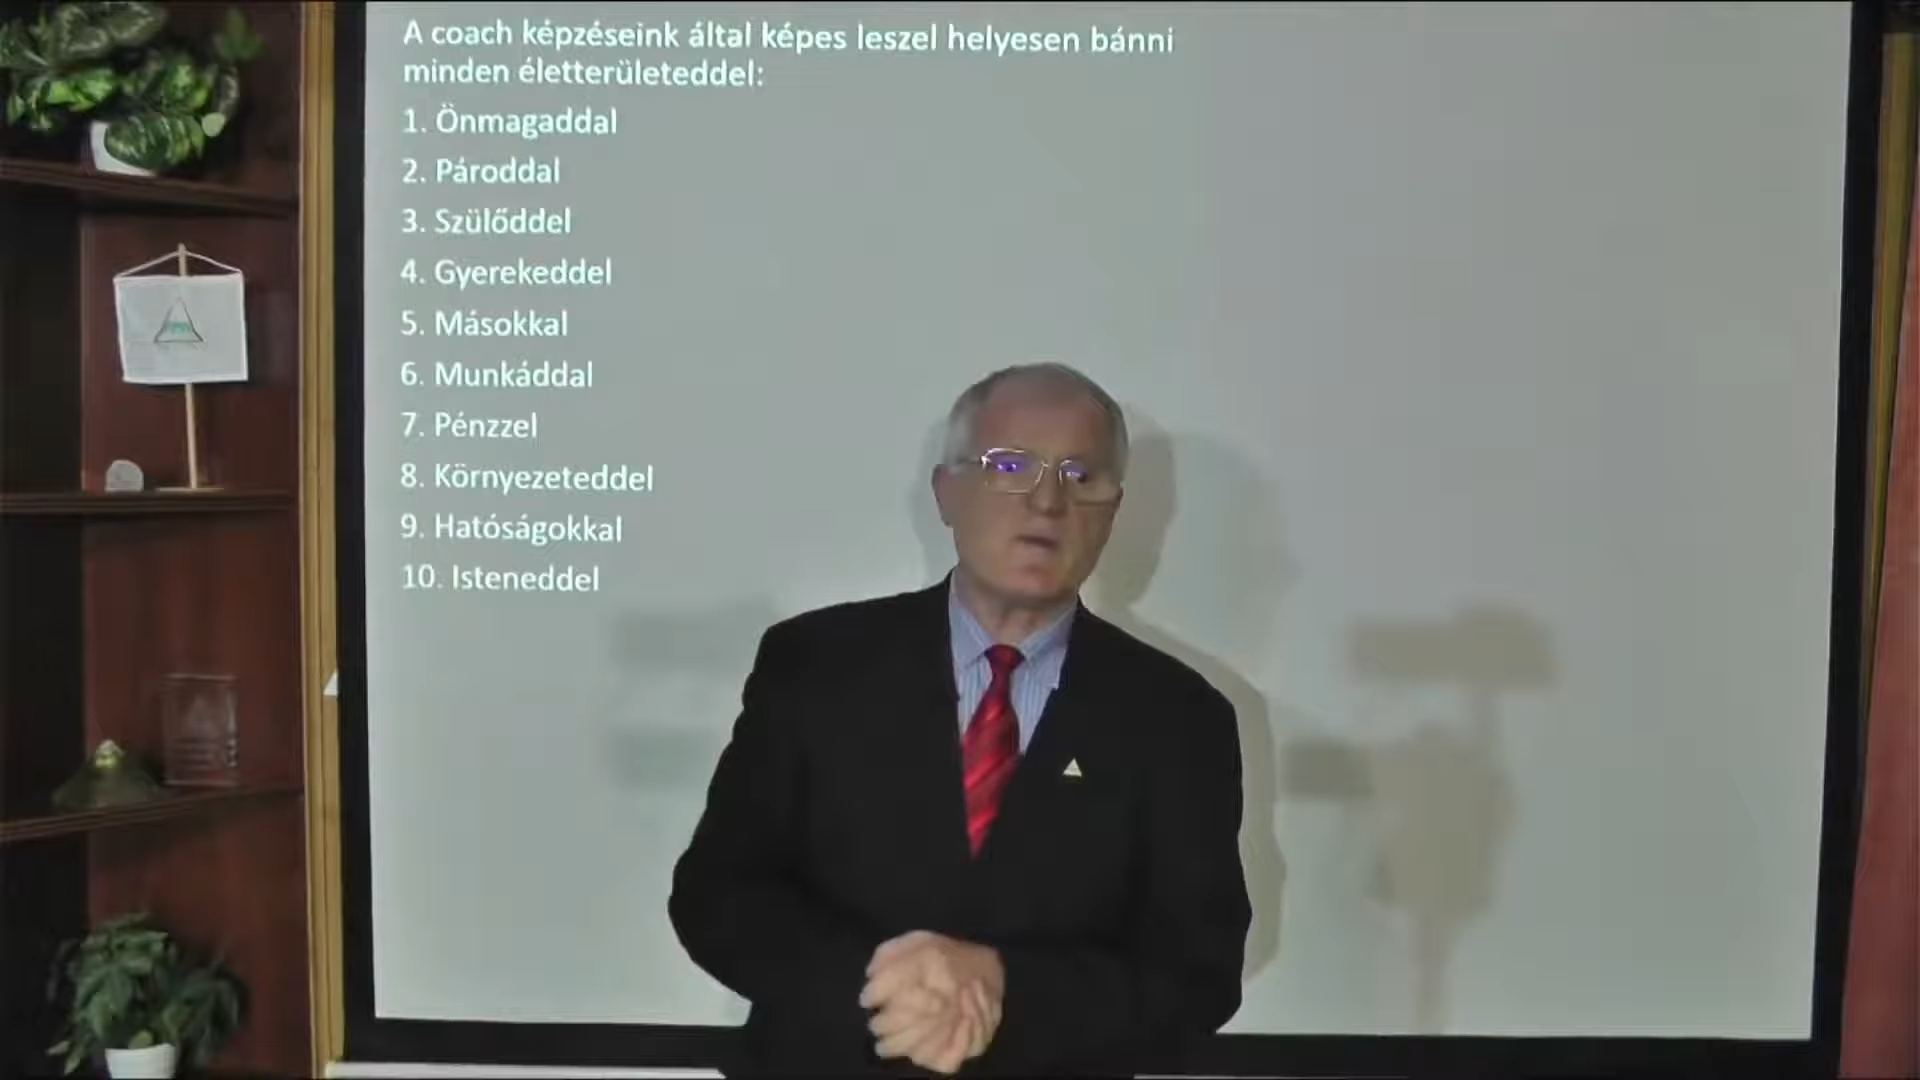 A coach képzéseink által képes leszel helyesen bánni
minden életterületeddel:
1. Önmagaddal
2. Pároddal
3. Szülőddel
4. Gyerekeddel
5. Másokkal
6. Munkáddal
7. Pénzzel
8. Környezeteddel
9. Hatóságokkal
10. Isteneddel